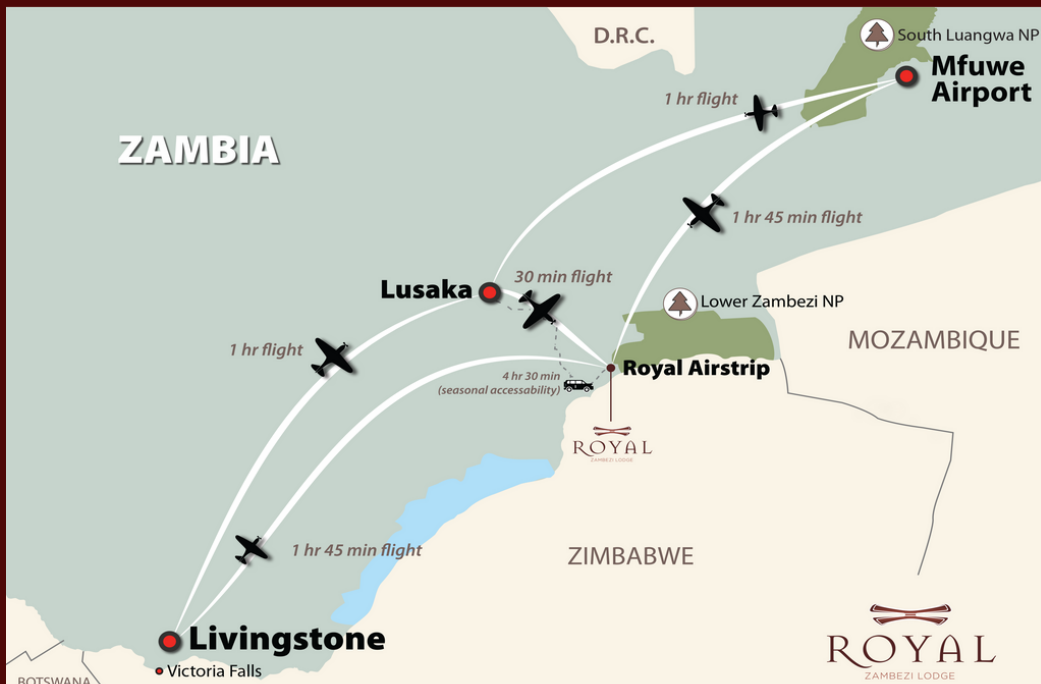 D.R.C.
South Luangwa NP
Mfuwe
Airport
1 hr flight
ZAMBIA
1 hr 45 min flight
30 min flight
Lusaka
Lower Zambezi NP
MOZAMBIQUE
1 hr flight
Royal Airstrip
4 hr 30 min
(seasonal accessability)
ROYAL
ZAMBEZI LODGE
1 hr 45 min flight
ZIMBABWE
Livingstone
Victoria Falls
BOTSWANA
ROYAL
ZAMBEZI LODGE